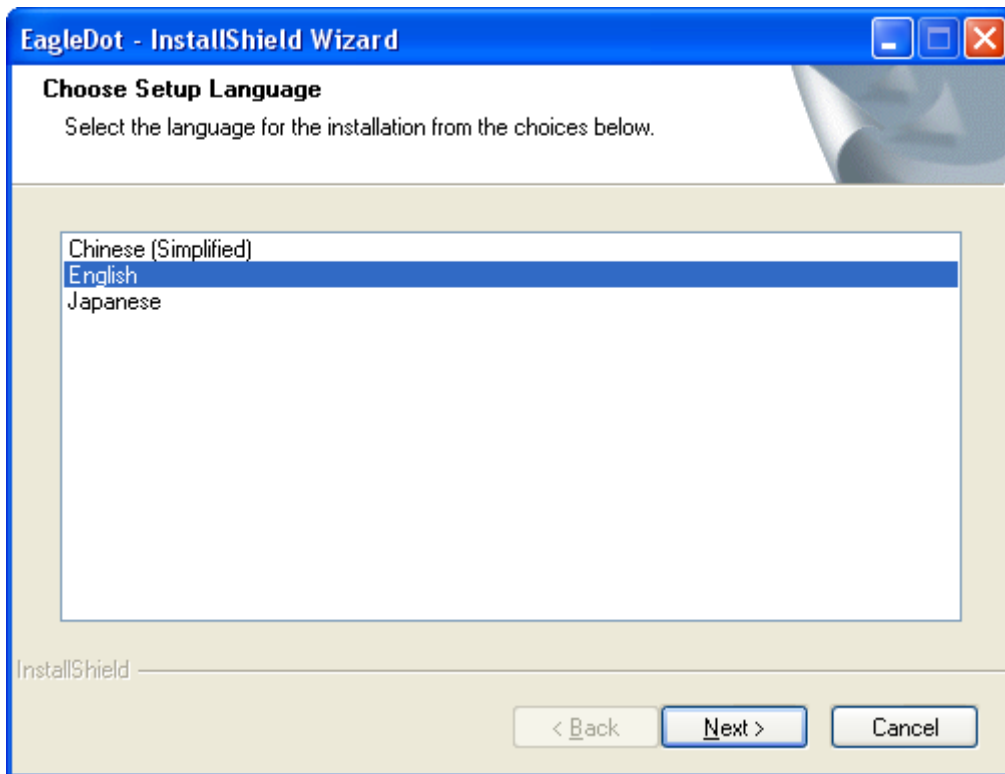 EagleDot - InstallShield Wizard
Choose Setup Language
Select the language for the installation from the choices below.
Chinese (Simplified)
English
Japanese
InstallShield
< Back Next > Cancel